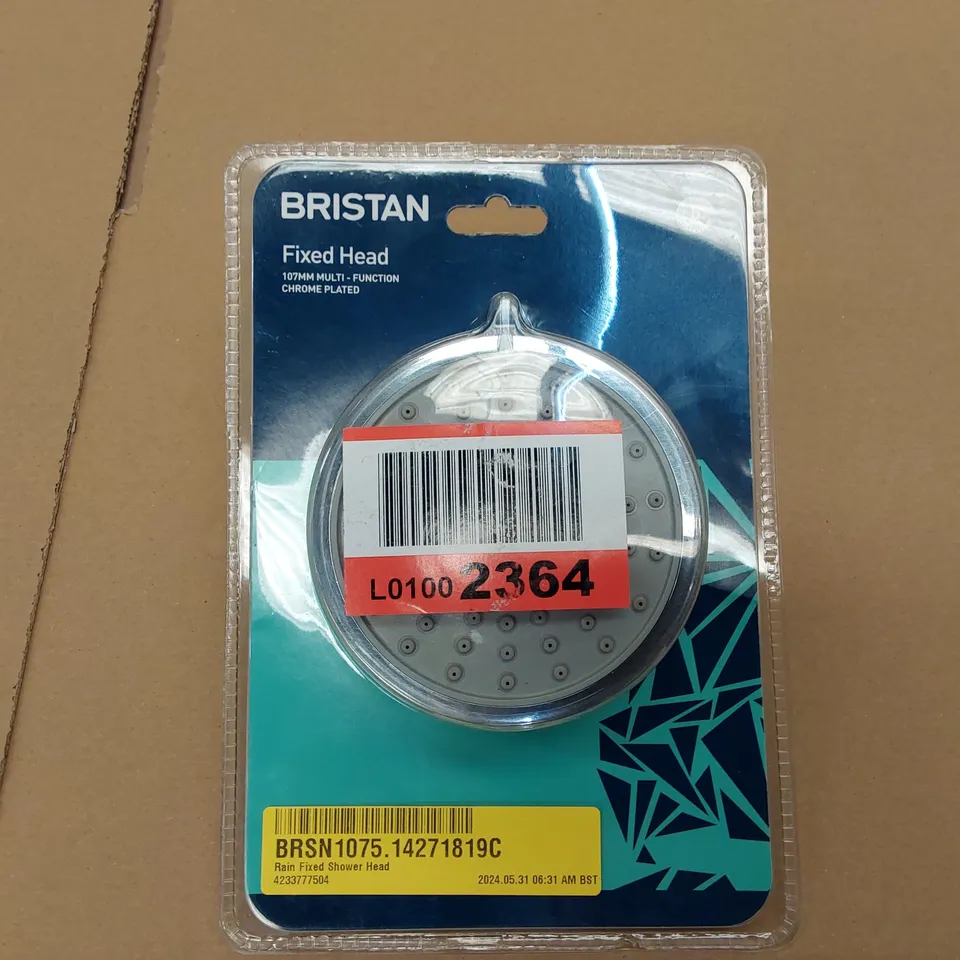 BRISTAN
Fixed Head
107MM MULTI - FUNCTION
CHROME PLATED
L0100 2364
BRSN1075.14271819C
Rain Fixed Shower Head
4233777504 2024.05.31 06:31 AM BST